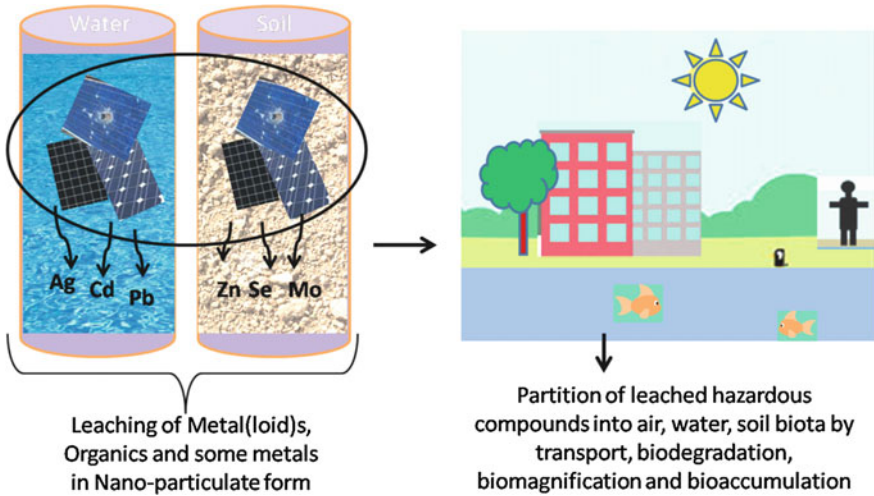 Water
Soil
Ag
Cd
Pb
Zn
Se
Mo
Leaching of Metal(loid)s,
Organics and some metals
in Nano-particulate form
Partition of leached hazardous
compounds into air, water, soil biota by
transport, biodegradation,
biomagnification and bioaccumulation